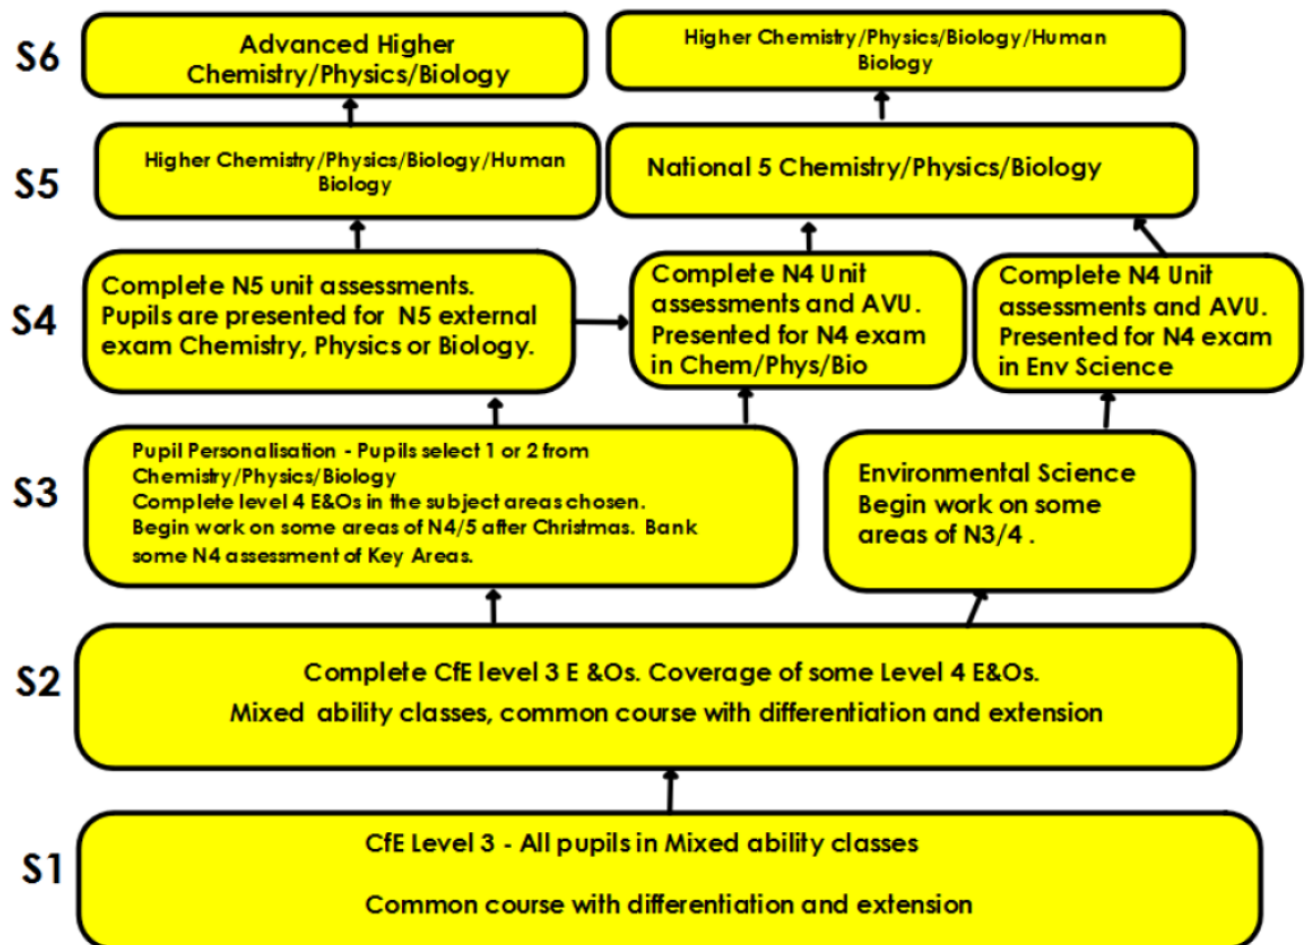 S6
Advanced Higher
Chemistry/Physics/Biology
Higher Chemistry/Physics/Biology/Human
Biology
S5
Higher Chemistry/Physics/Biology/Human
Biology
National 5 Chemistry/Physics/Biology
S4
Complete N5 unit assessments.
Pupils are presented for N5 external
exam Chemistry, Physics or Biology.
Complete N4 Unit
assessments and AVU.
Presented for N4 exam
in Chem/Phys/Bio
Complete N4 Unit
assessments and AVU.
Presented for N4 exam
in Env Science
S3
Pupil Personalisation - Pupils select 1 or 2 from
Chemistry/Physics/Biology
Complete level 4 E&Os in the subject areas chosen.
Begin work on some areas of N4/5 after Christmas. Bank
some N4 assessment of Key Areas.
Environmental Science
Begin work on some
areas of N3/4 .
S2
Complete CfE level 3 E &Os. Coverage of some Level 4 E&Os.
Mixed ability classes, common course with differentiation and extension
S1
CfE Level 3 - All pupils in Mixed ability classes
Common course with differentiation and extension